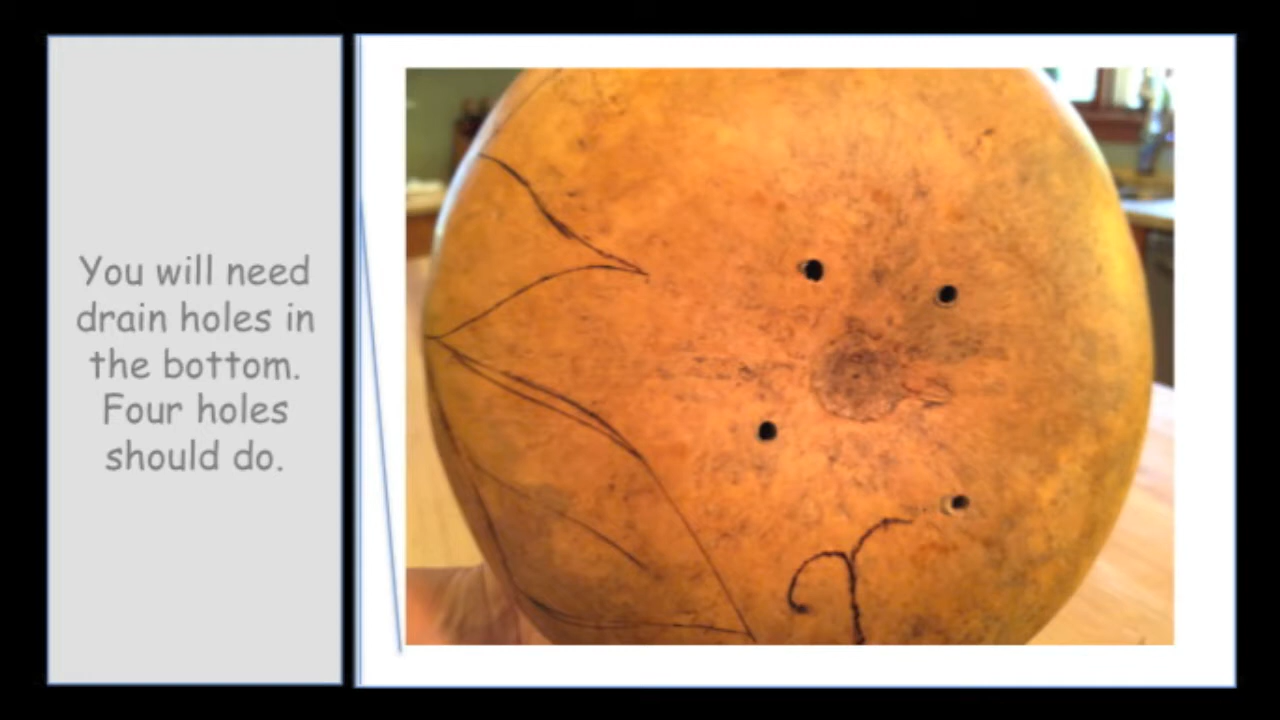 You will need
drain holes in
the bottom.
Four holes
should do.